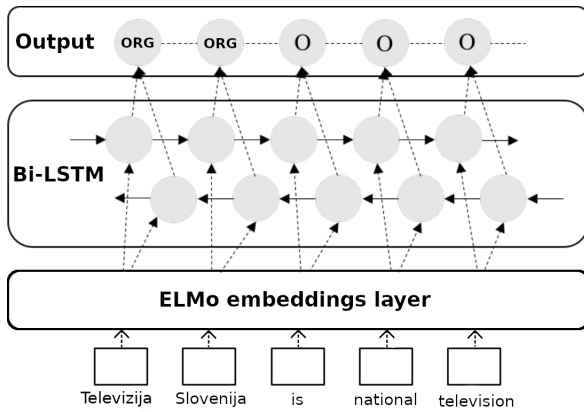 Output ORG ORG O O O
Bi-LSTM
ELMo embeddings layer
Televizija Slovenija is national television